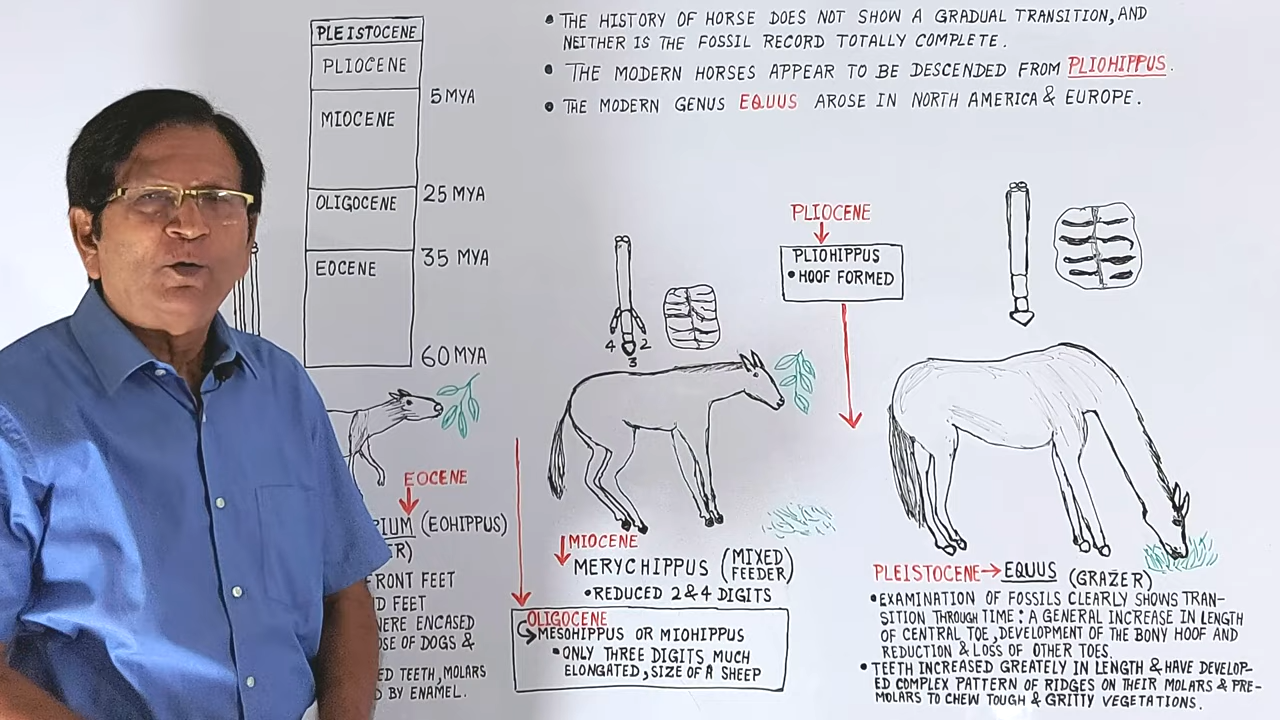 PLEISTOCENE
PLIOCENE
5 MYA
MIOCENE
25 MYA
OLIGOCENE
35 MYA
EOCENE
60 MYA
• THE HISTORY OF HORSE DOES NOT SHOW A GRADUAL TRANSITION, AND
NEITHER IS THE FOSSIL RECORD TOTALLY COMPLETE.
• THE MODERN HORSES APPEAR TO BE DESCENDED FROM PLIOHIPPUS.
• THE MODERN GENUS EQUUS AROSE IN NORTH AMERICA & EUROPE.
EOCENE
(EOHIPPUS)
FRONT FEET
FEET
WERE ENCASED
OF DOGS &
TEETH, MOLARS
BY ENAMEL.
4 2
3
MIOCENE
MERYCHIPPUS (MIXED
FEEDER)
• REDUCED 2 & 4 DIGITS
OLIGOCENE
MESOHIPPUS OR MIOHIPPUS
• ONLY THREE DIGITS MUCH
ELONGATED, SIZE OF A SHEEP
PLIOCENE
PLIOHIPPUS
• HOOF FORMED
PLEISTOCENE → EQUUS (GRAZER)
• EXAMINATION OF FOSSILS CLEARLY SHOWS TRAN-
SITION THROUGH TIME: A GENERAL INCREASE IN LENGTH
OF CENTRAL TOE, DEVELOPMENT OF THE BONY HOOF AND
REDUCTION & LOSS OF OTHER TOES.
• TEETH INCREASED GREATELY IN LENGTH & HAVE DEVELOP-
ED COMPLEX PATTERN OF RIDGES ON THEIR MOLARS & PRE-
MOLARS TO CHEW TOUGH & GRITTY VEGETATIONS.